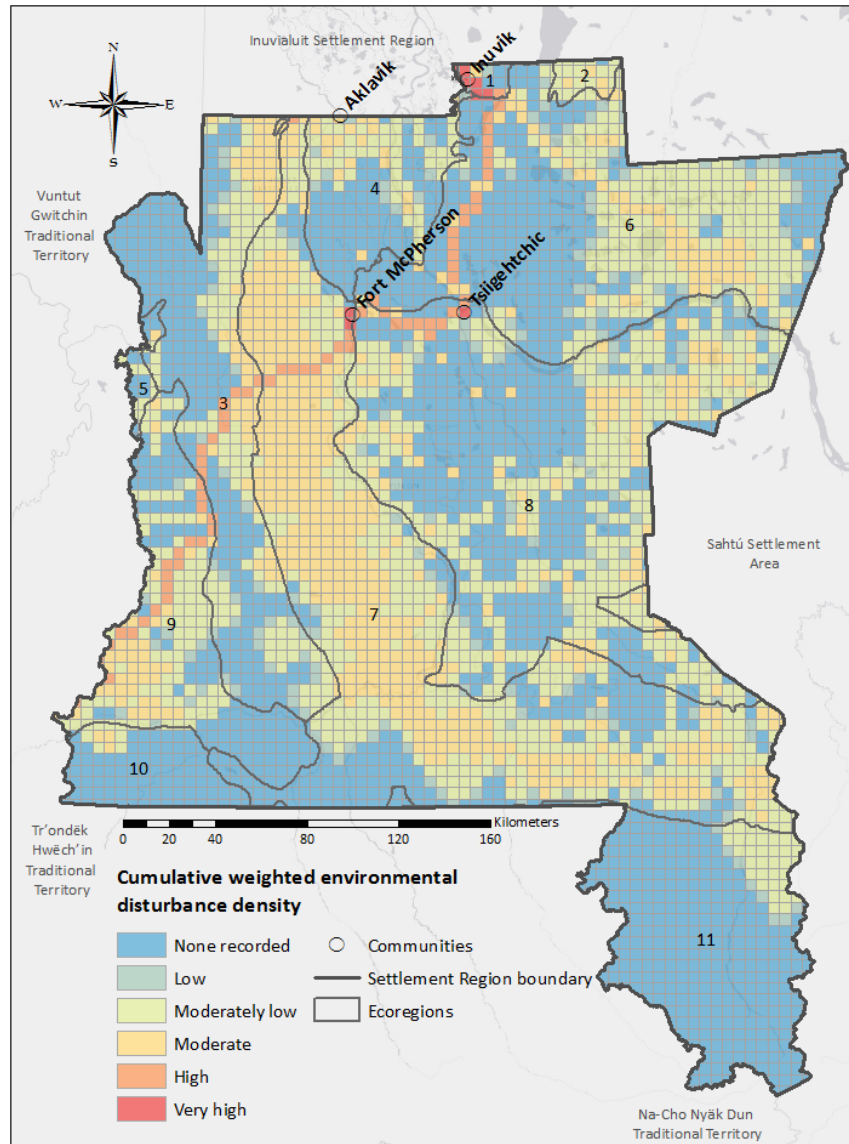 Inuvialuit Settlement Region
N
W E
S
Inuvik
1
2
Aklavik
4
Vuntut
Gwitchin
Traditional
Territory
6
Fort McPherson
Tsiigehtchic
5
3
8
Sahtú Settlement
Area
7
9
10
Tr'ondëk
Hwëch'in
Traditional
Territory
Kilometers
0 20 40 80 120 160
11
Cumulative weighted environmental
disturbance density
None recorded
Low
Moderately low
Moderate
High
Very high
Communities
Settlement Region boundary
Ecoregions
Na-Cho Nyäk Dun
Traditional Territory